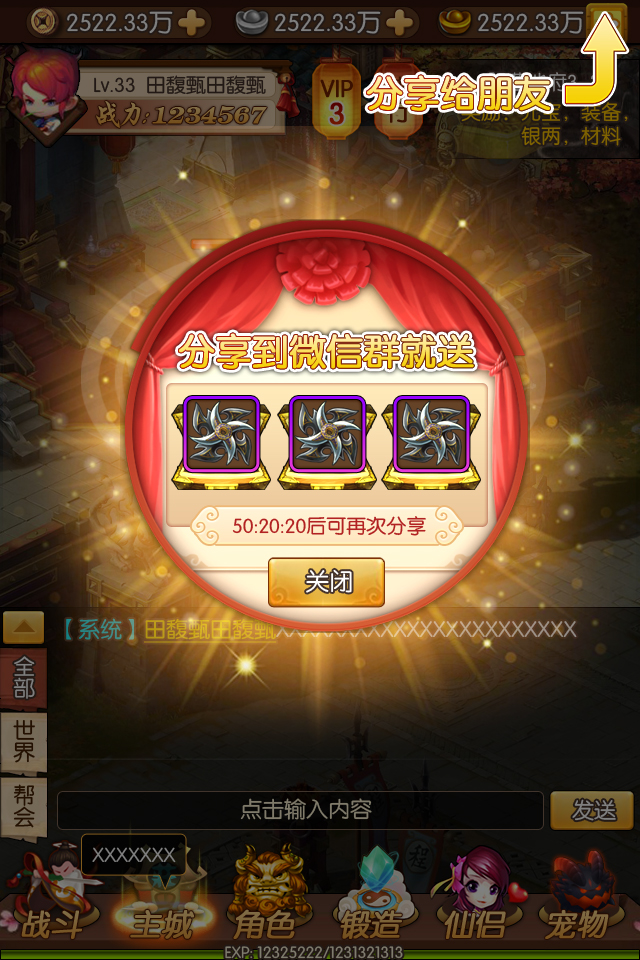 2522.33万
2522.33万
2522.33万
Lv.33 田馥甄田馥甄
战力:1234567
VIP
3
分享给朋友
元宝，装备，
银两，材料
分享到微信群就送
50:20:20后可再次分享
关闭
【系统】田馥甄田馥甄XXXXXXXXXXXXXXXXXXXXXXXX
全部
世界
帮会
点击输入内容
发送
XXXXXXX
战斗
主城
角色
锻造
仙侣
宠物
EXP: 12325222/1231321313